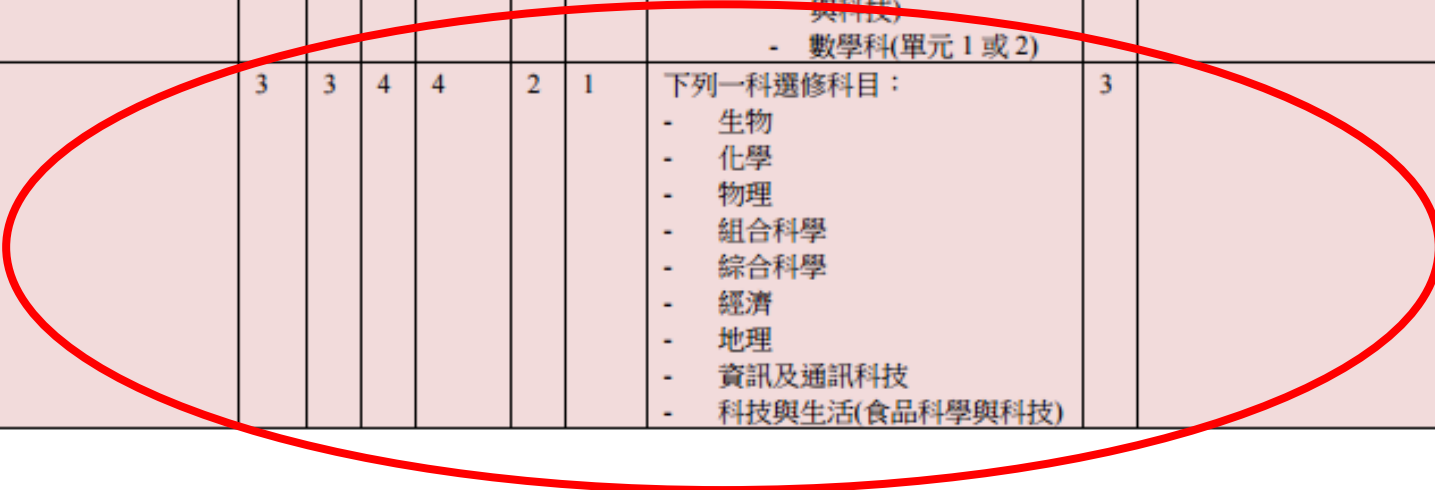 與科技)
- 數學科(單元 1 或 2)
3 3 4 4 2 1 下列一科選修科目： 3
- 生物
- 化學
- 物理
- 組合科學
- 綜合科學
- 經濟
- 地理
- 資訊及通訊科技
- 科技與生活(食品科學與科技)